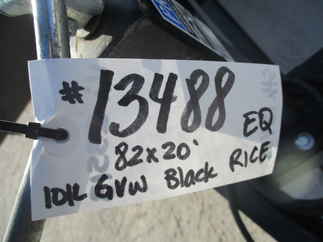 #13488
EQ
82x20'
10K GVW Black RICE